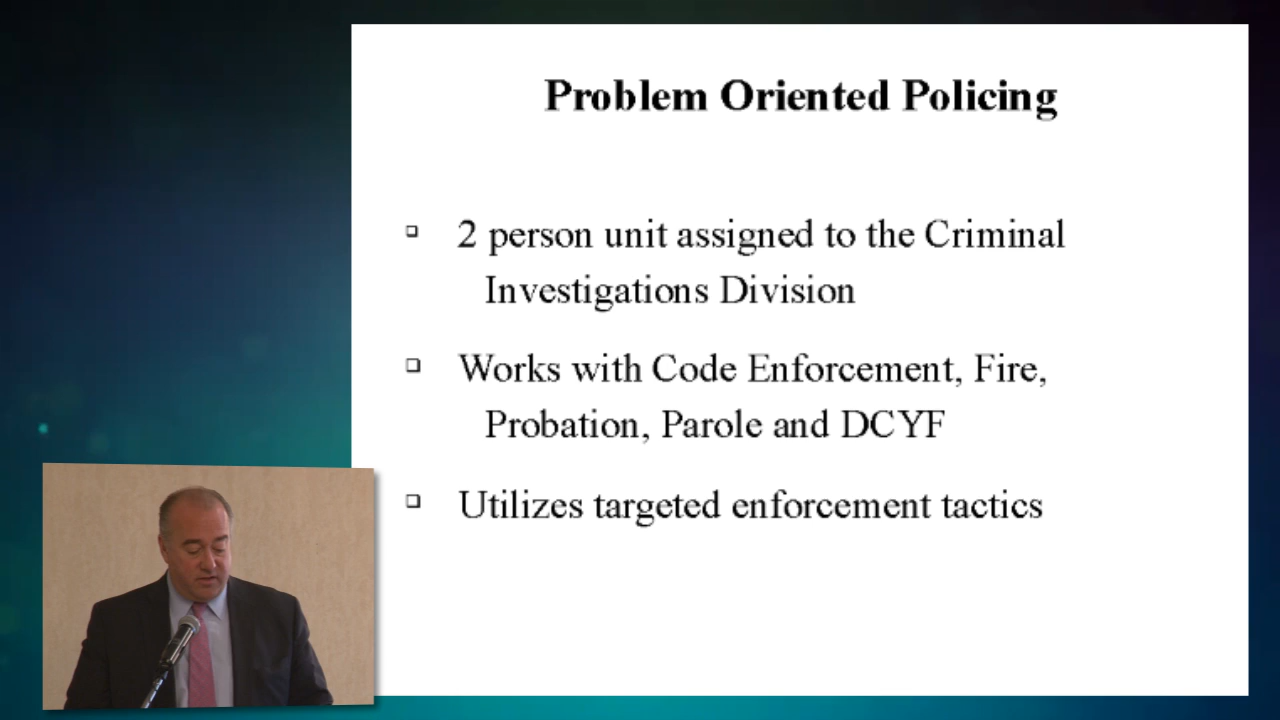 Problem Oriented Policing
2 person unit assigned to the Criminal
Investigations Division
Works with Code Enforcement, Fire,
Probation, Parole and DCYF
Utilizes targeted enforcement tactics